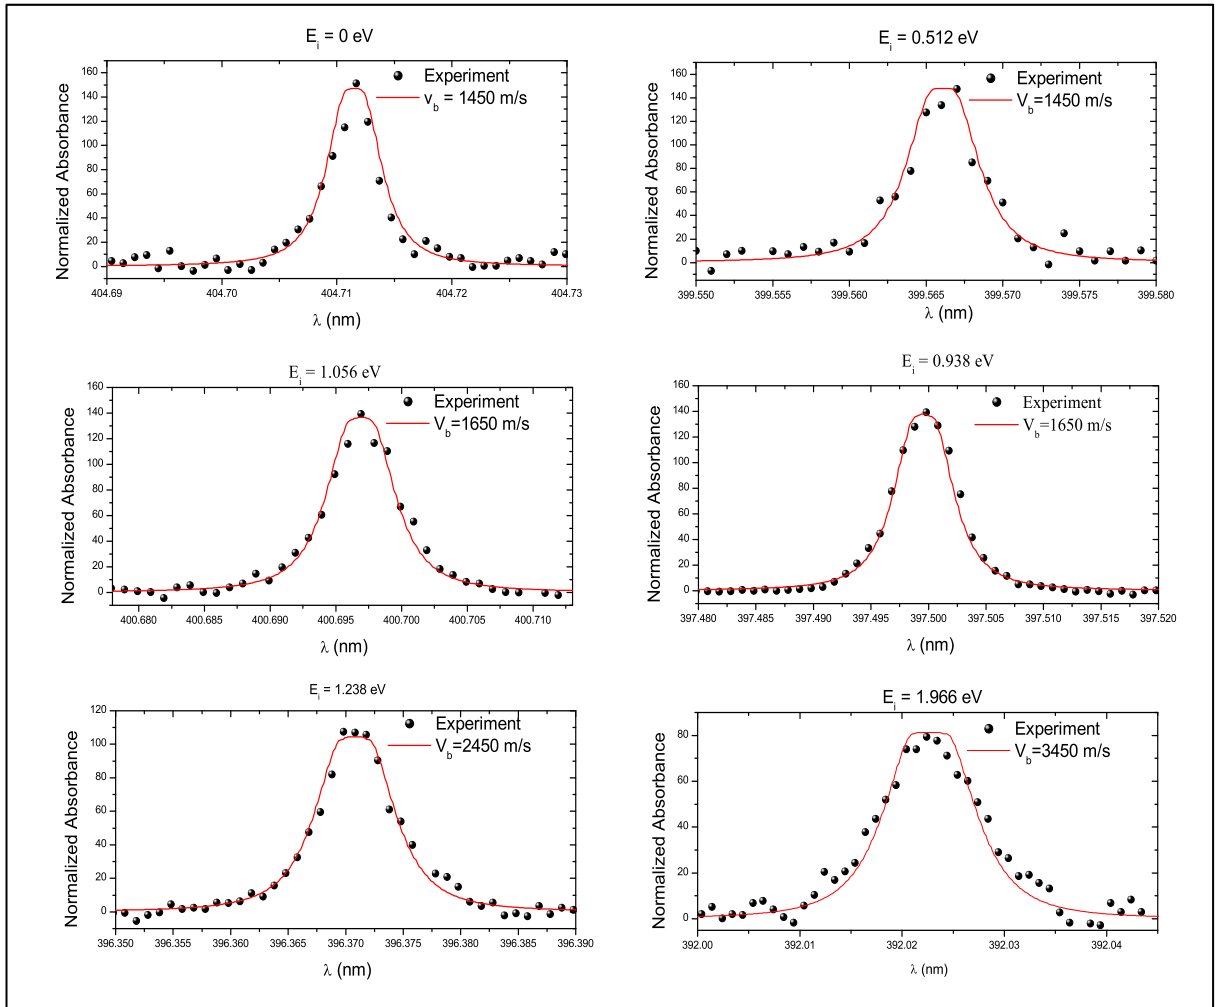 E_i = 0 eV
Experiment
v_b = 1450 m/s
Normalized Absorbance
160
140
120
100
80
60
40
20
0
404.69 404.70 404.71 404.72 404.73
λ (nm)
E_i = 0.512 eV
Experiment
V_b=1450 m/s
Normalized Absorbance
160
140
120
100
80
60
40
20
0
399.550 399.555 399.560 399.565 399.570 399.575 399.580
λ (nm)
E_i = 1.056 eV
Experiment
V_b=1650 m/s
Normalized Absorbance
160
140
120
100
80
60
40
20
0
400.680 400.685 400.690 400.695 400.700 400.705 400.710
λ (nm)
E_i = 0.938 eV
Experiment
V_b=1650 m/s
Normalized Absorbance
160
140
120
100
80
60
40
20
0
397.480 397.485 397.490 397.495 397.500 397.505 397.510 397.515 397.520
λ (nm)
E_i = 1.238 eV
Experiment
V_b=2450 m/s
Normalized Absorbance
120
100
80
60
40
20
0
396.350 396.355 396.360 396.365 396.370 396.375 396.380 396.385 396.390
λ (nm)
E_i = 1.966 eV
Experiment
V_b=3450 m/s
Normalized Absorbance
80
60
40
20
0
392.00 392.01 392.02 392.03 392.04
λ (nm)